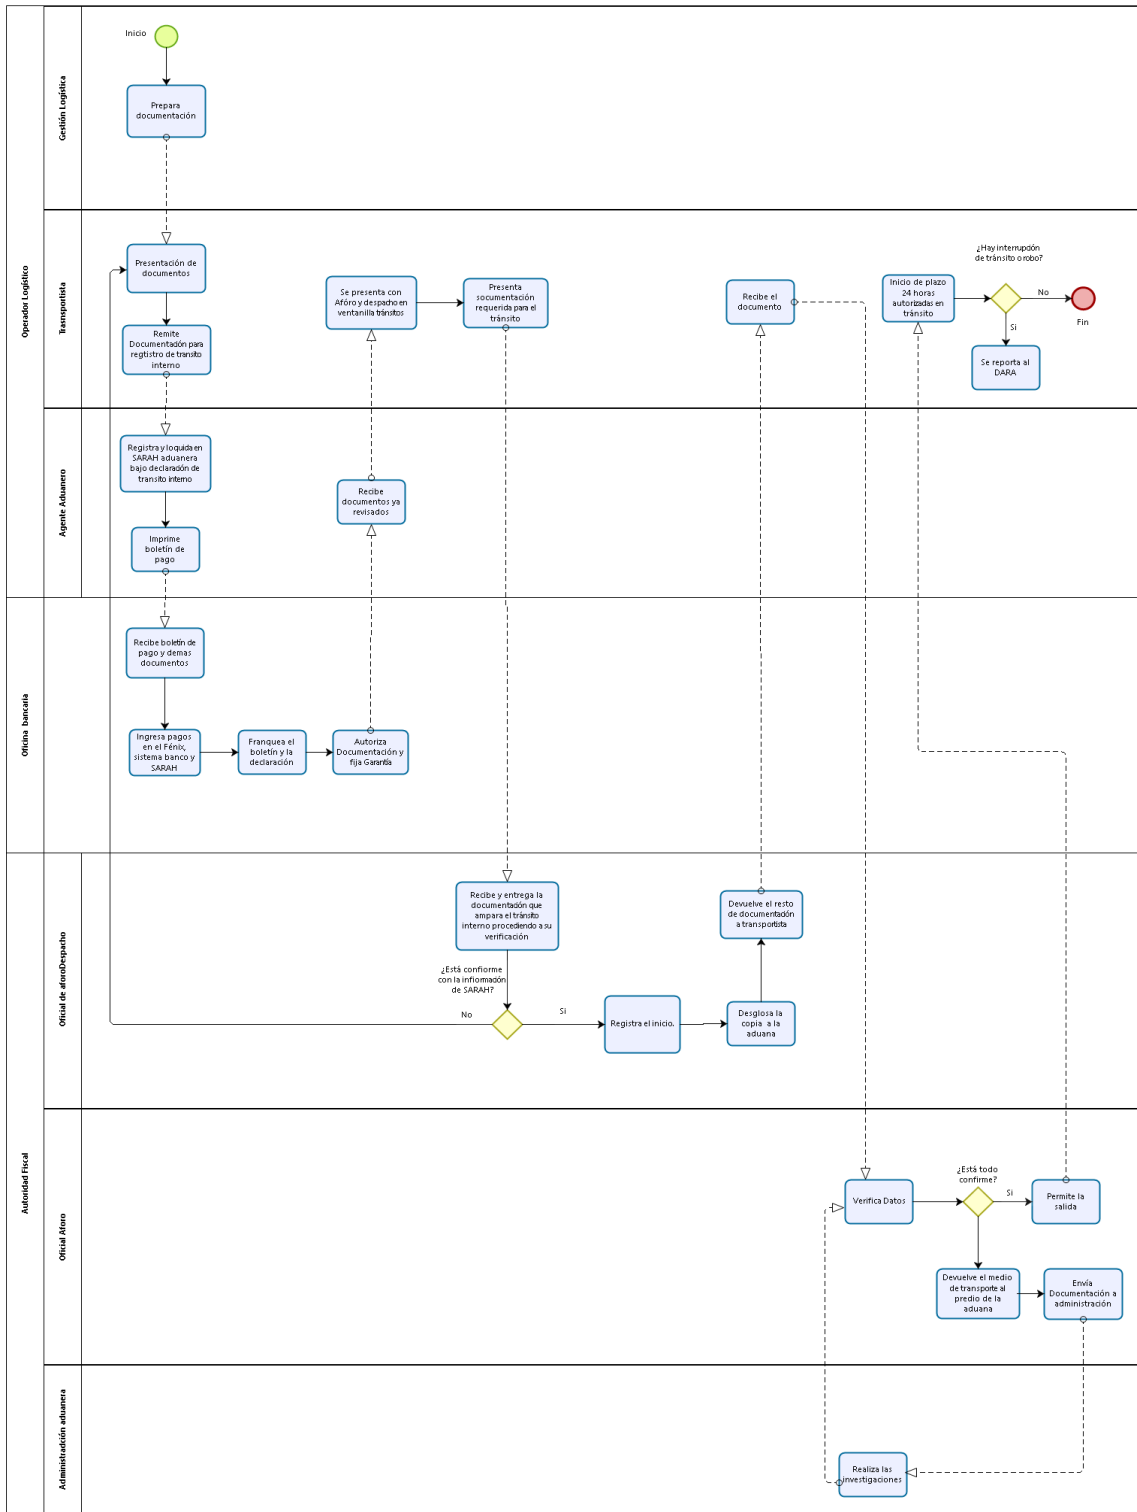 Operador Logístico
Gestión Logística
Inicio
Prepara
documentación
Transportista
Presentación de
documentos
Remite
Documentación para
regtistro de transito
interno
Se presenta con
Afóro y despacho en
ventanilla tránsitos
Presenta
socumentación
requerida para el
tránsito
Recibe el
documento
Inicio de plazo
24 horas
autorizadas en
tránsito
¿Hay interrupción
de tránsito o robo?
No
Fin
Si
Se reporta al
DARA
Agente Aduanero
Registra y loquida en
SARAH aduanera
bajo declaración de
transito interno
Imprime
boletín de
pago
Recibe
documentos ya
revisados
Oficina bancaria
Recibe boletín de
pago y demas
documentos
Ingresa pagos
en el Fénix,
sistema banco y
SARAH
Franquea el
boletín y la
declaración
Autoriza
Documentación y
fija Garantía
Autoridad Fiscal
Oficial de aforoDespacho
Recibe y entrega la
documentación que
ampara el tránsito
interno procediendo a su
verificación
¿Está confiorme
con la infiormación
de SARAH?
No
Si
Registra el inicio.
Desglosa la
copia a la
aduana
Devuelve el resto
de documentación
a transportista
Oficial Aforo
Verifica Datos
¿Está todo
confirme?
Si
Permite la
salida
Devuelve el medio
de transporte al
predio de la
aduana
Envía
Documentación a
administración
Administradción aduanera
Realiza las
investigaciones